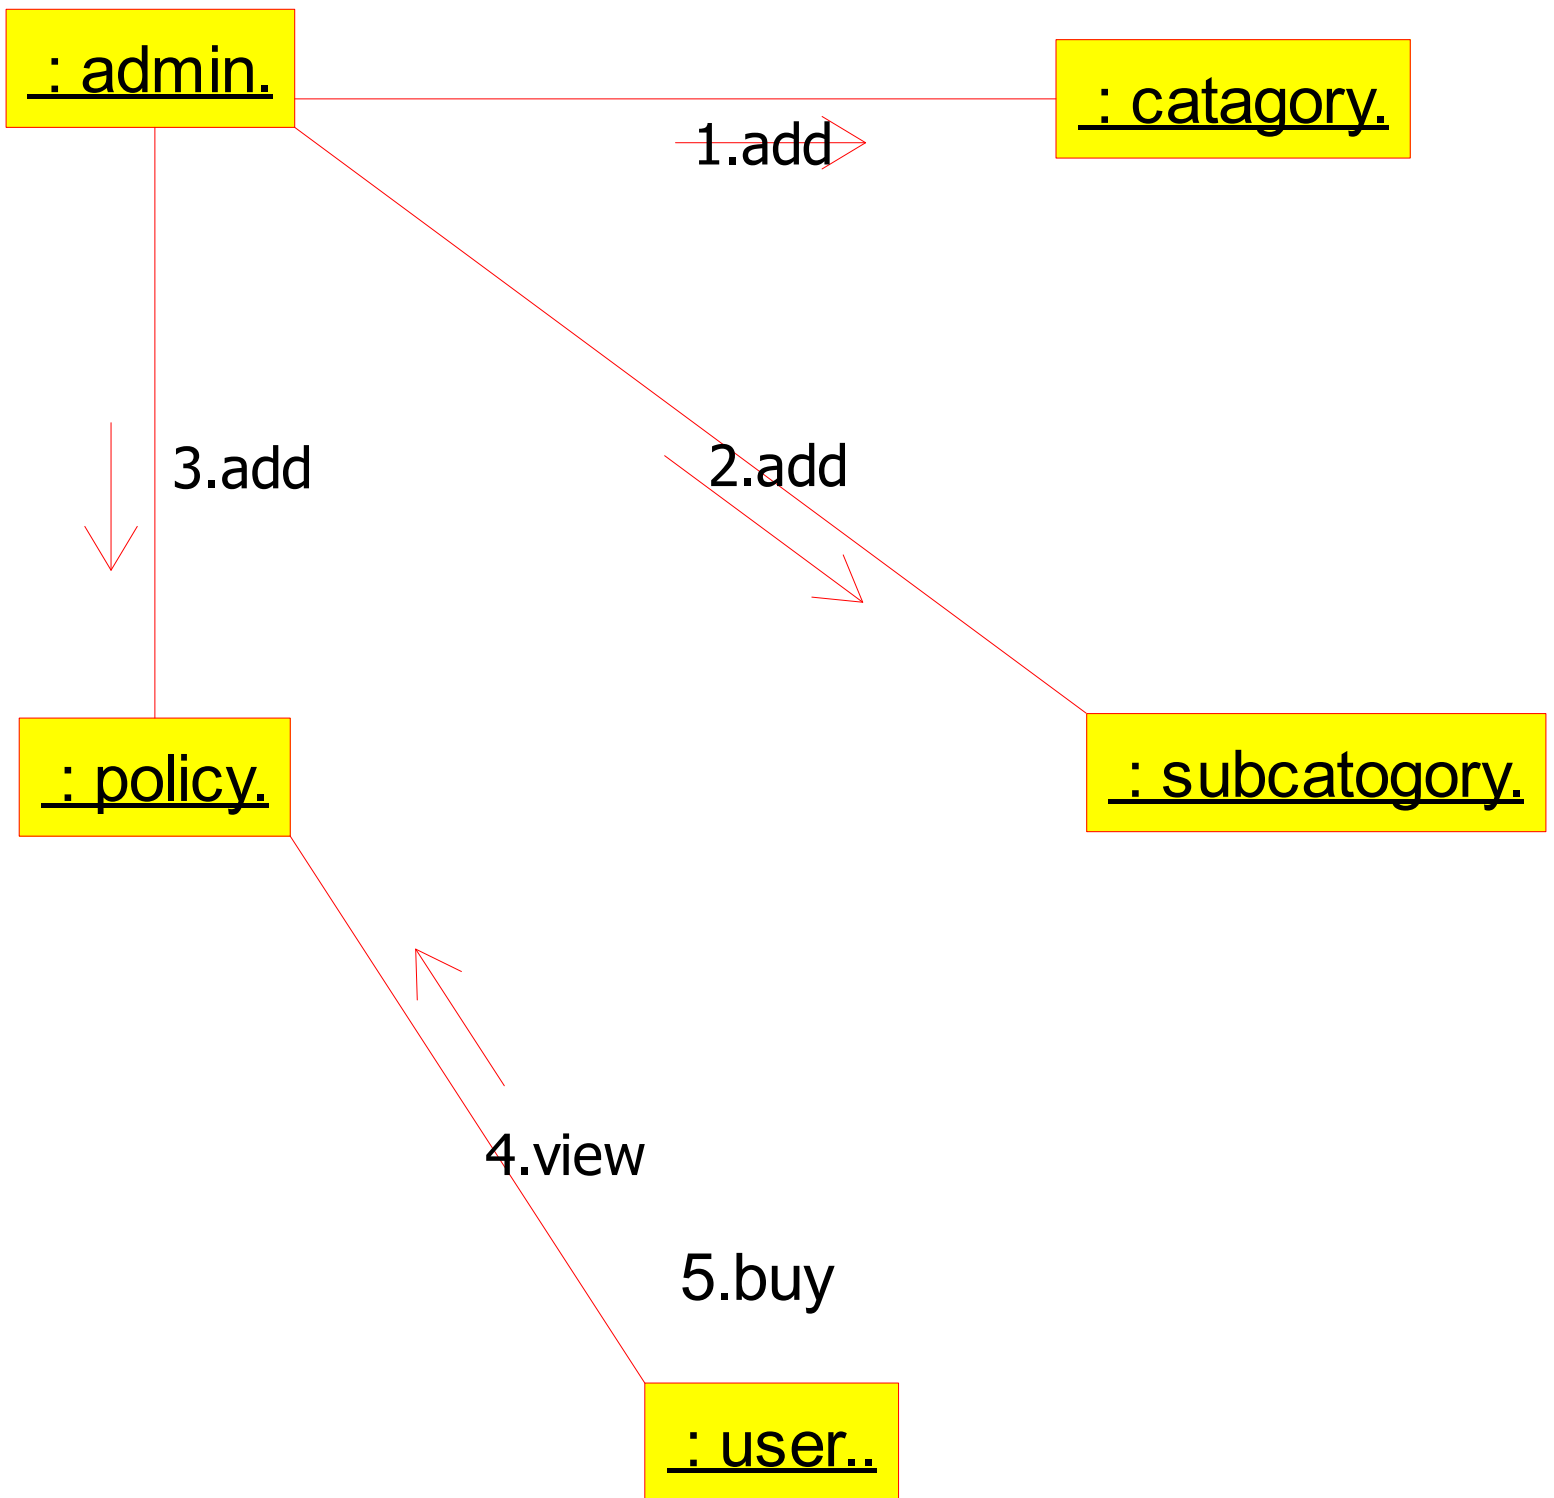 : admin.
: catagory.
1.add
3.add
2.add
: policy.
: subcatogory.
4.view
5.buy
: user..